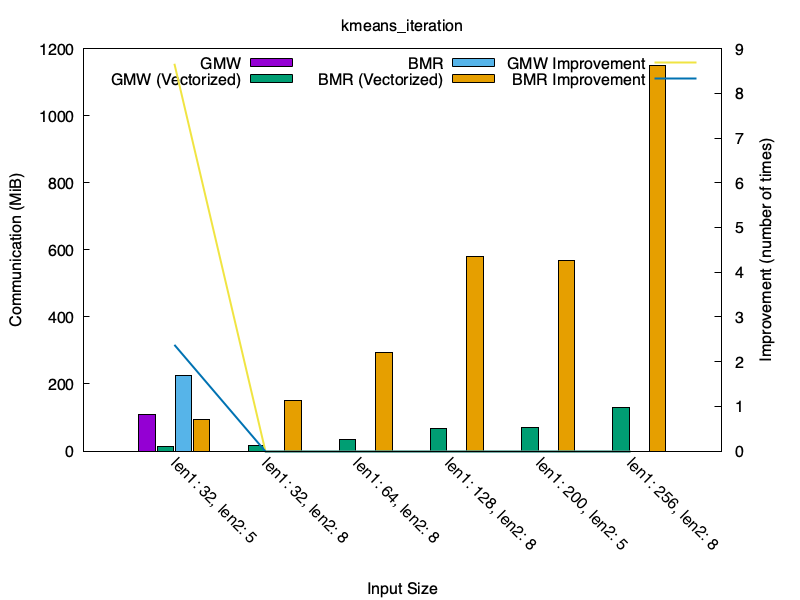 kmeans_iteration
GMW
GMW (Vectorized)
BMR
BMR (Vectorized)
GMW Improvement
BMR Improvement
Communication (MiB)
1200
1000
800
600
400
200
0
9
8
7
6
5
4
3
2
1
0
Improvement (number of times)
len1: 32, len2: 5
len1: 32, len2: 8
len1: 64, len2: 8
len1: 128, len2: 8
len1: 200, len2: 5
len1: 256, len2: 8
Input Size